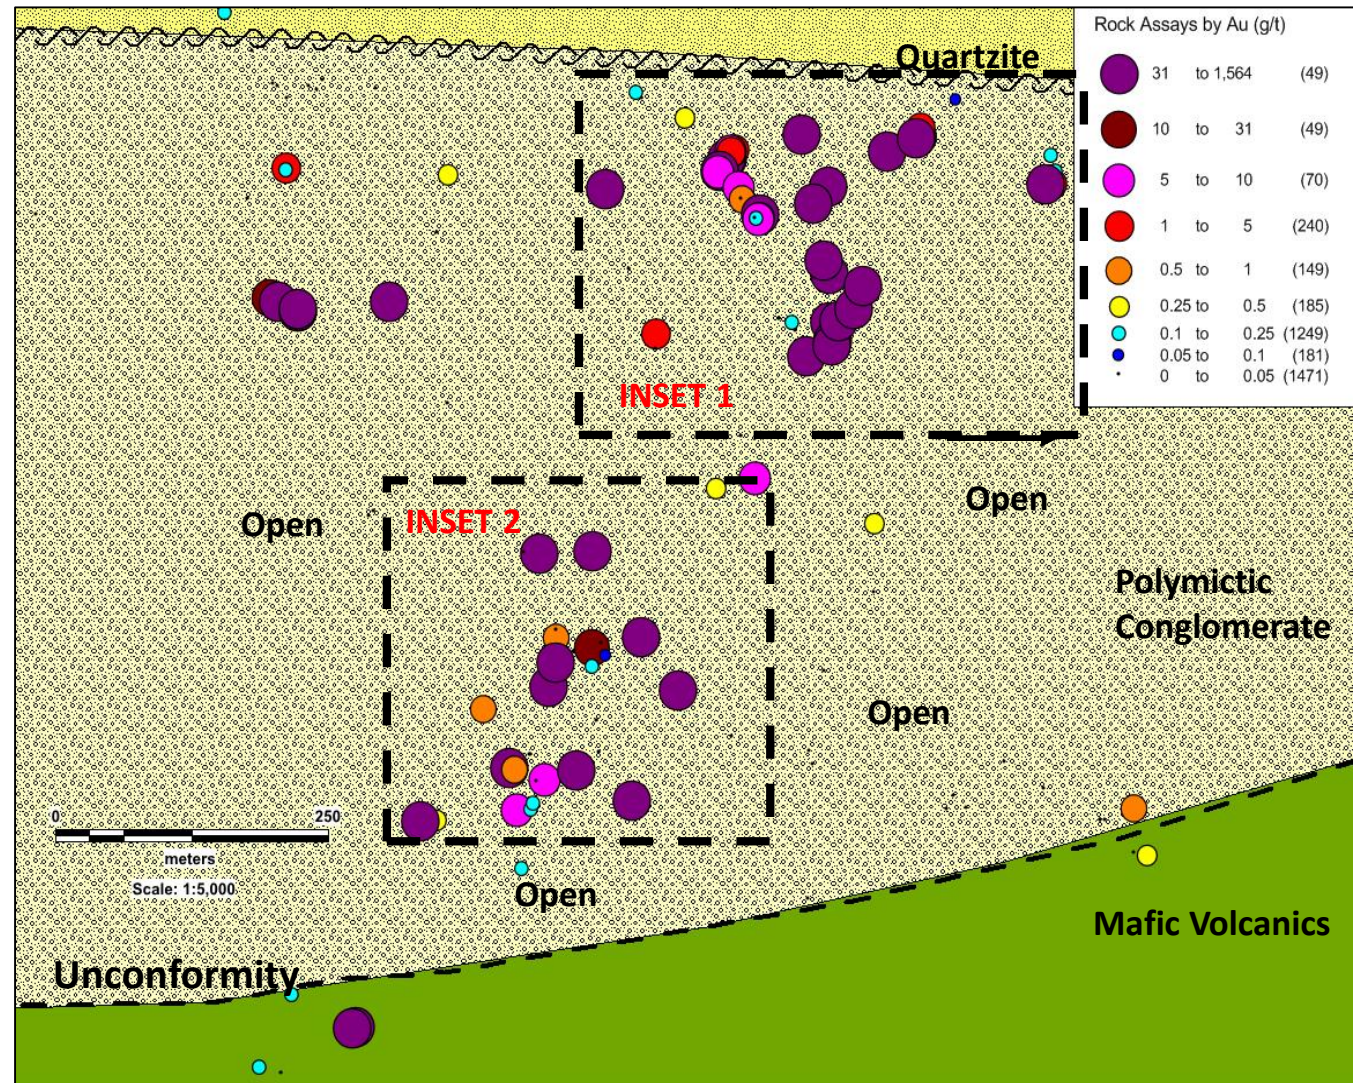 Quartzite
Rock Assays by Au (g/t)
31 to 1,564 (49)
10 to 31 (49)
5 to 10 (70)
1 to 5 (240)
0.5 to 1 (149)
0.25 to 0.5 (185)
0.1 to 0.25 (1249)
0.05 to 0.1 (181)
0 to 0.05 (1471)
INSET 1
Open
Open
INSET 2
Polymictic
Conglomerate
Open
0 250
meters
Scale: 1:5,000
Open
Mafic Volcanics
Unconformity